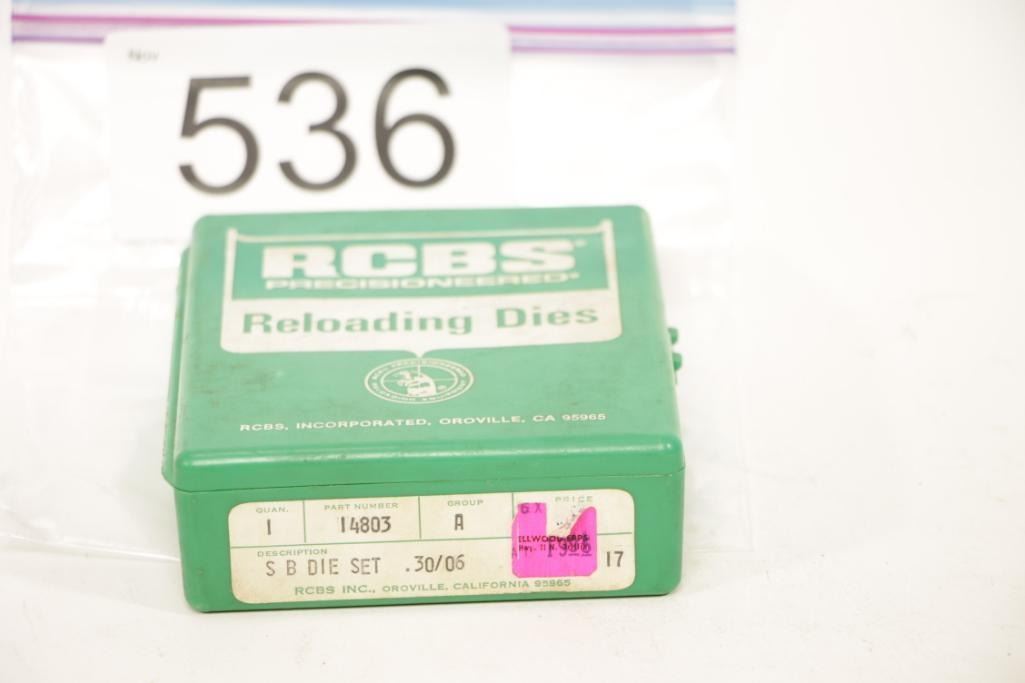 Nov
536
RCBS®
PRECISIONEERED®
Reloading Dies
RCBS, INCORPORATED, OROVILLE, CA 95965
QUAN. PART NUMBER GROUP PRICE
1 14803 A
DESCRIPTION
S B DIE SET .30/06 17
RCBS INC., OROVILLE, CALIFORNIA 95965